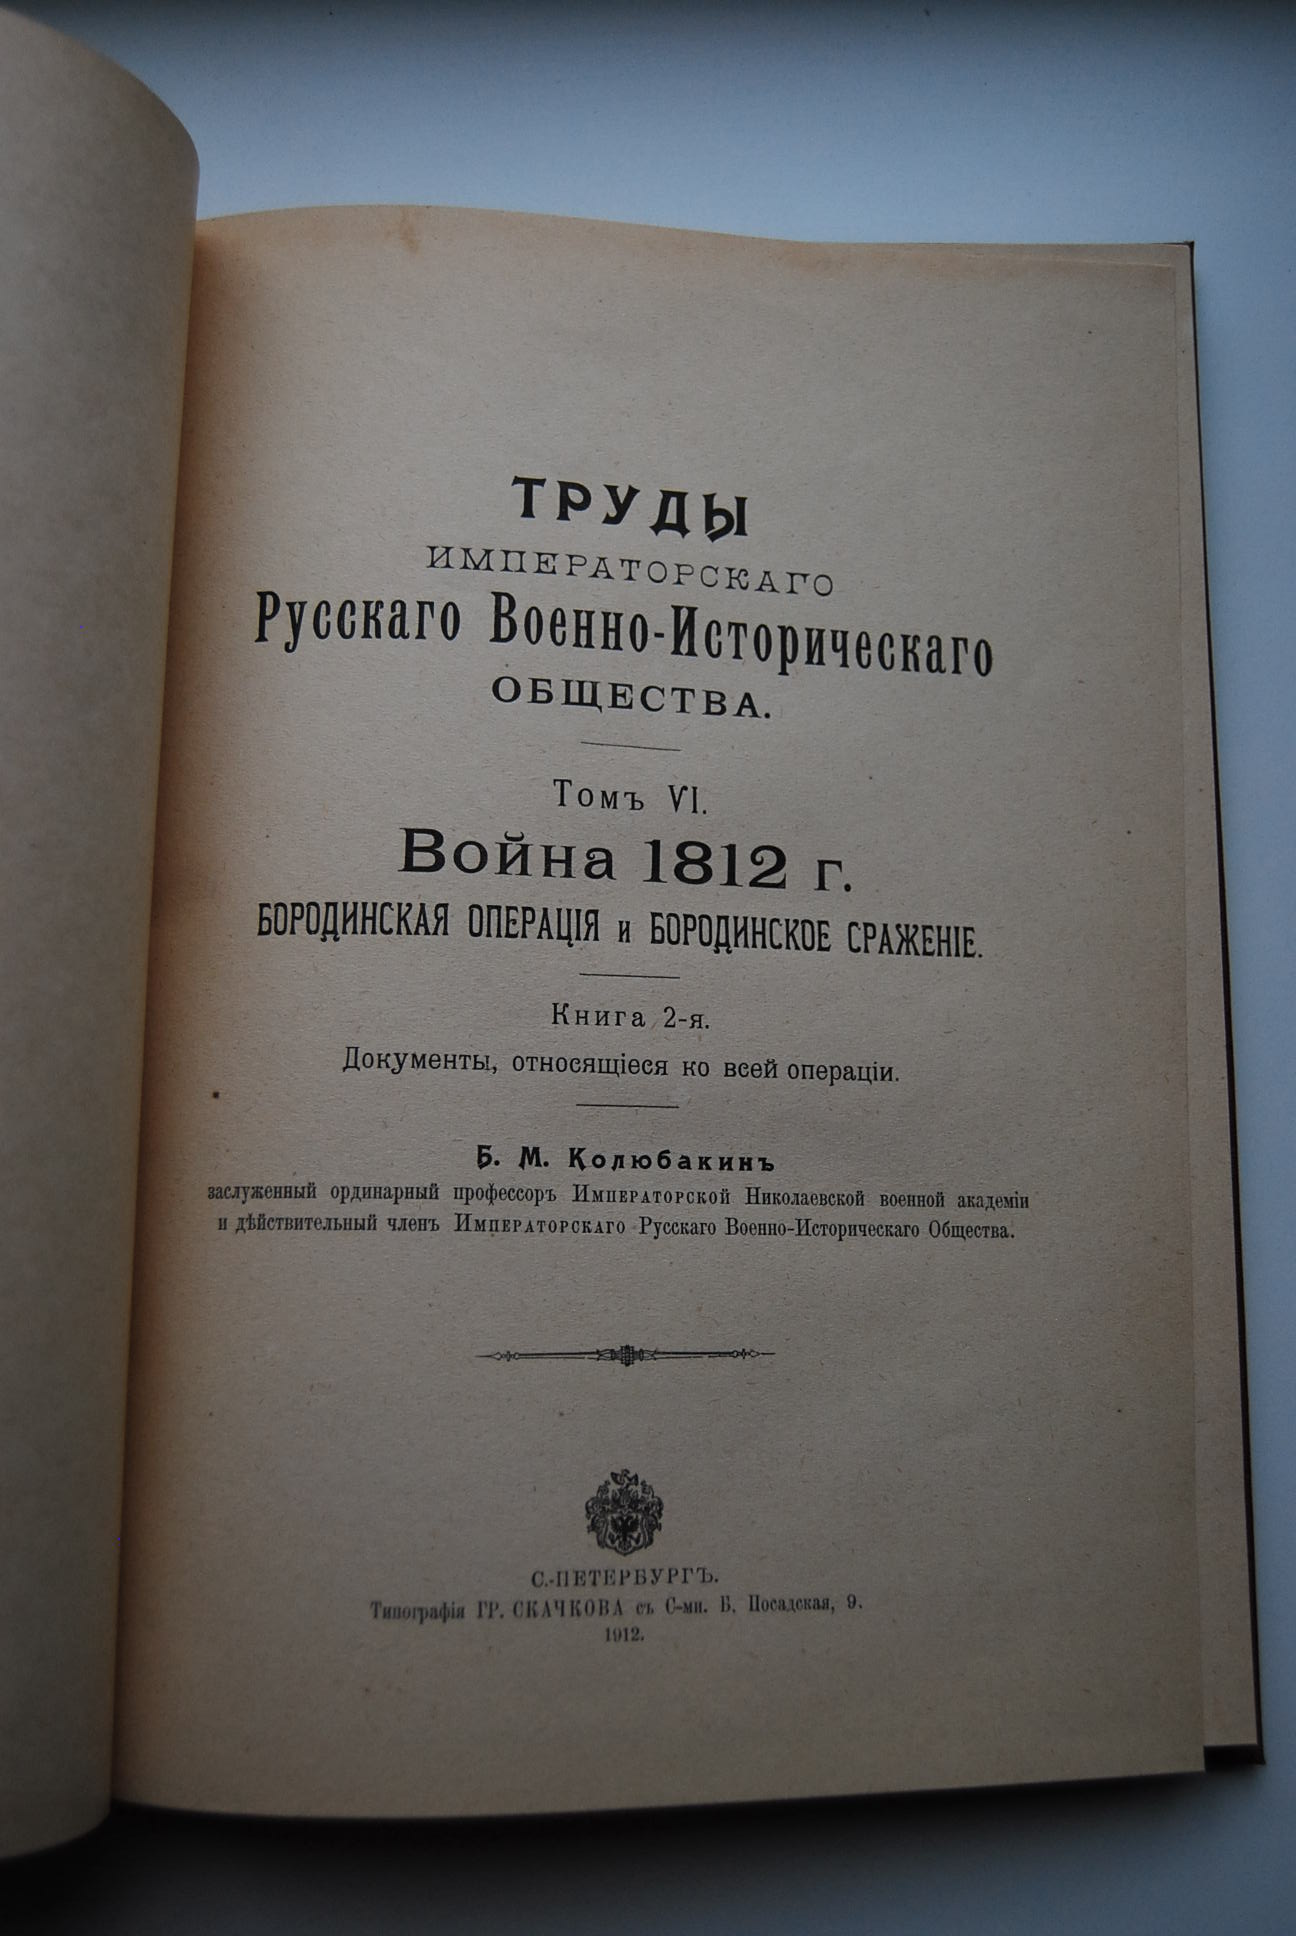 ТРУДЫ
ИМПЕРАТОРСКАГО
Русскаго Военно-Историческаго
ОБЩЕСТВА.
Томъ VI.
Война 1812 г.
БОРОДИНСКАЯ ОПЕРАЦІЯ и БОРОДИНСКОЕ СРАЖЕНІЕ.
Книга 2-я.
Документы, относящіеся ко всей операціи.
Б. М. Колюбакинъ
заслуженный ординарный профессоръ Императорской Николаевской военной академіи
и дѣйствительный членъ Императорскаго Русскаго Военно-Историческаго Общества.
С.-ПЕТЕРБУРГЪ.
Типографія ГР. СКАЧКОВА съ С-ми. Б. Посадская, 9.
1912.